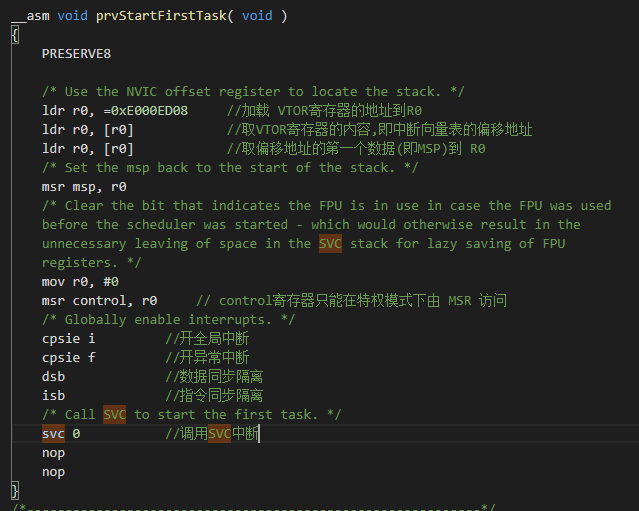 __asm void prvStartFirstTask( void )
{
PRESERVE8
/* Use the NVIC offset register to locate the stack. */
ldr r0, =0xE000ED08 //加载 VTOR寄存器的地址到R0
ldr r0, [r0] //取VTOR寄存器的内容,即中断向量表的偏移地址
ldr r0, [r0] //取偏移地址的第一个数据(即MSP)到 R0
/* Set the msp back to the start of the stack. */
msr msp, r0
/* Clear the bit that indicates the FPU is in use in case the FPU was used
before the scheduler was started - which would otherwise result in the
unnecessary leaving of space in the SVC stack for lazy saving of FPU
registers. */
mov r0, #0
msr control, r0 // control寄存器只能在特权模式下由 MSR 访问
/* Globally enable interrupts. */
cpsie i //开全局中断
cpsie f //开异常中断
dsb //数据同步隔离
isb //指令同步隔离
/* Call SVC to start the first task. */
svc 0 //调用SVC中断
nop
nop
}
/*-----------------------------------------------------------*/